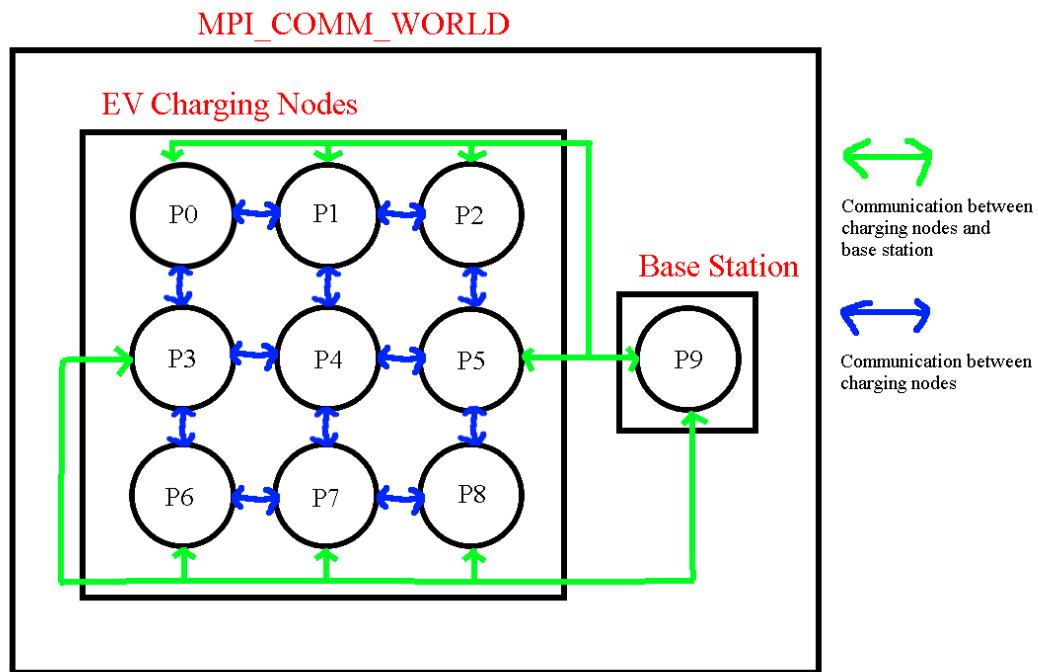 MPI_COMM_WORLD
EV Charging Nodes
P0
P1
P2
Communication between
charging nodes and
base station
Base Station
P3
P4
P5
P9
Communication between
charging nodes
P6
P7
P8